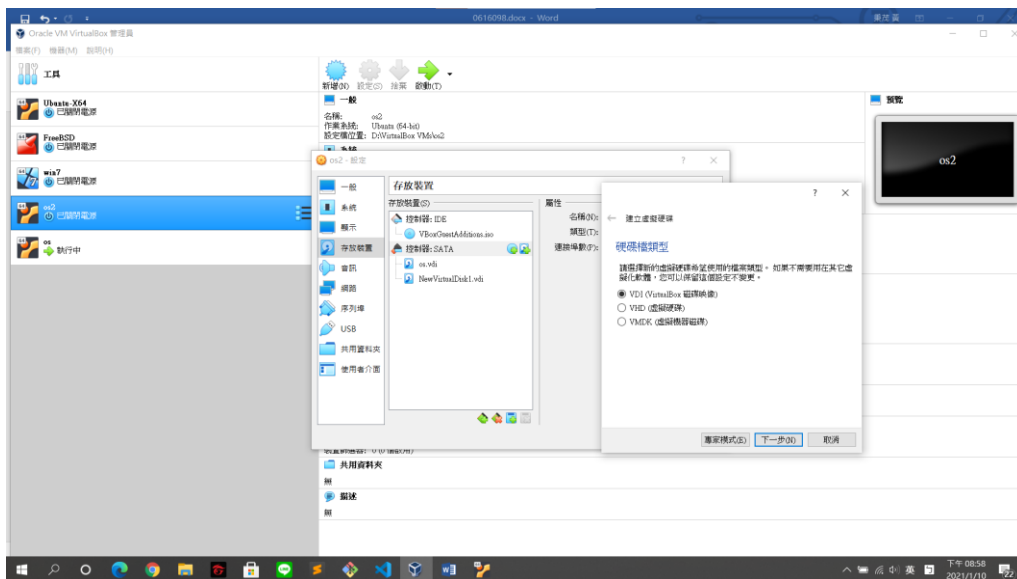 0616098.docx - Word
Oracle VM VirtualBox 管理員
檔案(F) 機器(M) 說明(H)
工具
新增(N) 設定(S) 捨棄 啟動(T)
Ubuntu-X64
已關閉電源
FreeBSD
已關閉電源
win7
已關閉電源
os2
已關閉電源
os
執行中
一般
名稱: os2
作業系統: Ubuntu (64-bit)
設定檔位置: D:\VirtualBox VMs\os2
系統
預覽
os2
os2 - 設定
一般
系統
顯示
存放裝置
音訊
網路
序列埠
USB
共用資料夾
使用者介面
存放裝置
存放裝置(S)
控制器: IDE
VBoxGuestAdditions.iso
控制器: SATA
os.vdi
NewVirtualDisk1.vdi
屬性
名稱(N):
類型(T):
連接埠數(P):
建立虛擬硬碟
硬碟檔類型
請選擇新的虛擬硬碟希望使用的檔案類型。如果不需要用在其它虛
擬化軟體，您可以保留這個設定不變更。
VDI (VirtualBox 磁碟映像)
VHD (虛擬硬碟)
VMDK (虛擬機器磁碟)
專家模式(E) 下一步(N) 取消
共用資料夾
無
描述
無
英
下午 08:58
2021/1/10
22